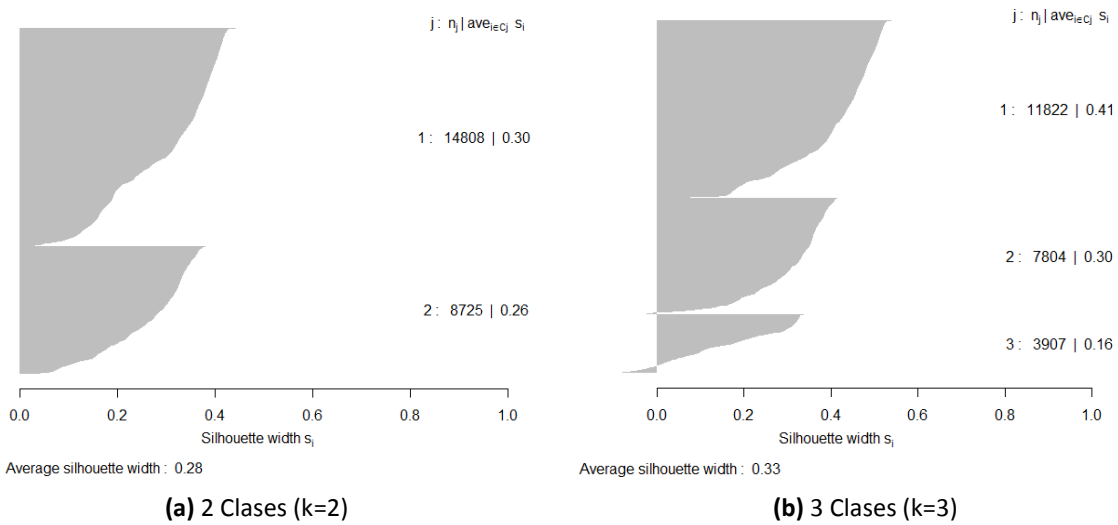 j : nj | ave i∈Cj si
1 : 14808 | 0.30
2 : 8725 | 0.26
0.0 0.2 0.4 0.6 0.8 1.0
Silhouette width si
Average silhouette width : 0.28
(a) 2 Clases (k=2)
j : nj | ave i∈Cj si
1 : 11822 | 0.41
2 : 7804 | 0.30
3 : 3907 | 0.16
0.0 0.2 0.4 0.6 0.8 1.0
Silhouette width si
Average silhouette width : 0.33
(b) 3 Clases (k=3)